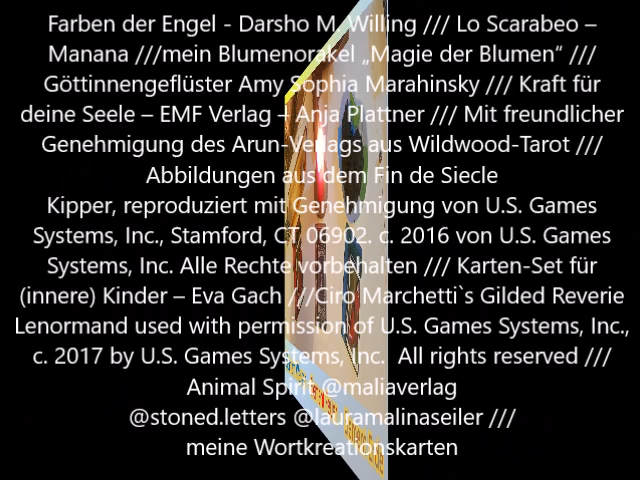 Farben der Engel - Darsho M. Willing /// Lo Scarabeo –
Manana ///mein Blumenorakel „Magie der Blumen“ ///
Göttinnengeflüster Amy Sophia Marahinsky /// Kraft für
deine Seele – EMF Verlag – Anja Plattner /// Mit freundlicher
Genehmigung des Arun-Verlags aus Wildwood-Tarot ///
Abbildungen aus dem Fin de Siecle
Kipper, reproduziert mit Genehmigung von U.S. Games
Systems, Inc., Stamford, CT 06902. c. 2016 von U.S. Games
Systems, Inc. Alle Rechte vorbehalten /// Karten-Set für
(innere) Kinder – Eva Gach ///Ciro Marchetti`s Gilded Reverie
Lenormand used with permission of U.S. Games Systems, Inc.,
c. 2017 by U.S. Games Systems, Inc.  All rights reserved ///
Animal Spirit @maliaverlag
@stoned.letters @lauramalinaseiler ///
meine Wortkreationskarten